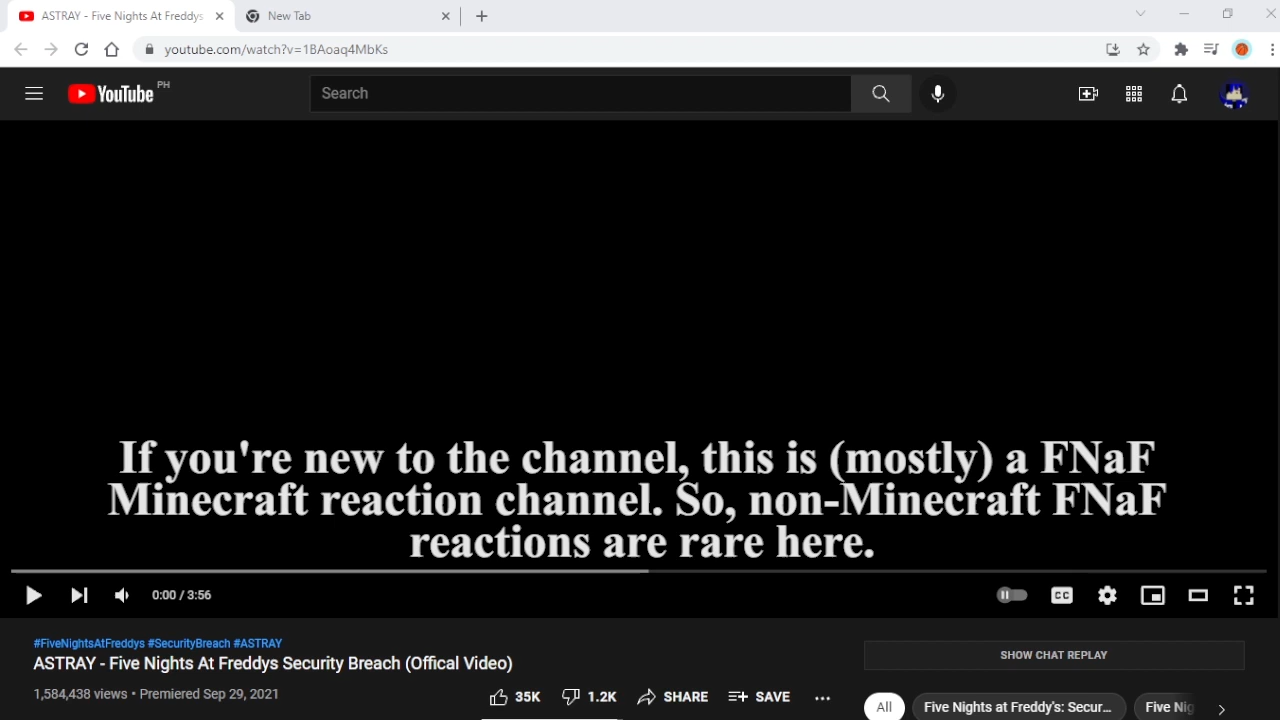 ASTRAY - Five Nights At Freddys
New Tab
youtube.com/watch?v=1BAoaq4MbKs
YouTube PH
Search
If you're new to the channel, this is (mostly) a FNaF
Minecraft reaction channel. So, non-Minecraft FNaF
reactions are rare here.
0:00 / 3:56
CC
#FiveNightsAtFreddys #SecurityBreach #ASTRAY
ASTRAY - Five Nights At Freddys Security Breach (Offical Video)
1,584,438 views • Premiered Sep 29, 2021
35K
1.2K
SHARE
SAVE
SHOW CHAT REPLAY
All
Five Nights at Freddy's: Secur...
Five Nig